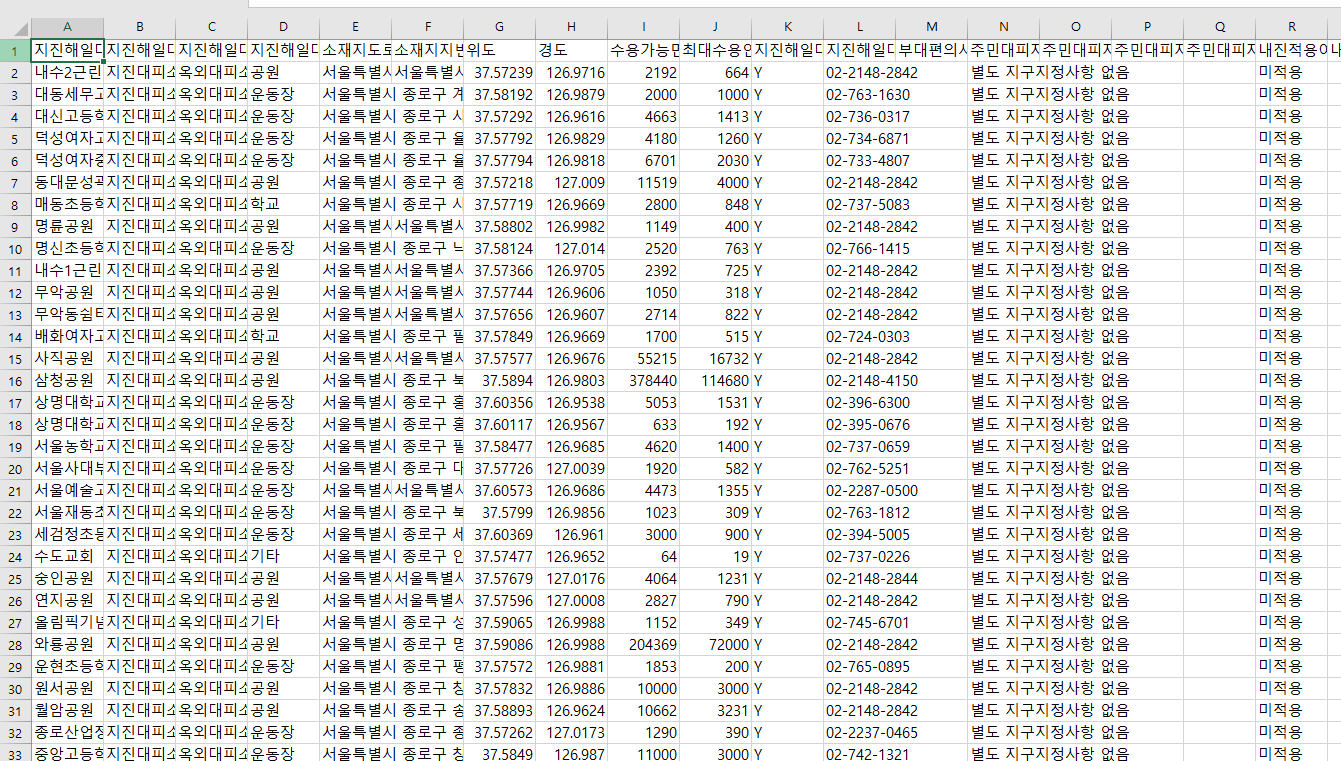 A B C D E F G H I J K L M N O P Q R
1 지진해일대 지진해일대 지진해일대 지진해일대 소재지도로 소재지지번 위도 경도 수용가능면 최대수용인 지진해일대 지진해일대 부대편의시 주민대피지 주민대피지 주민대피지 주민대피지 내진적용여 내
2 내수2근린 지진대피소 옥외대피소 공원 서울특별시 서울특별시 37.57239 126.9716 2192 664 Y 02-2148-2842 별도 지구지정사항 없음 미적용
3 대동세무고 지진대피소 옥외대피소 운동장 서울특별시 종로구 계 37.58192 126.9879 2000 1000 Y 02-763-1630 별도 지구지정사항 없음 미적용
4 대신고등학 지진대피소 옥외대피소 운동장 서울특별시 종로구 사 37.57292 126.9616 4663 1413 Y 02-736-0317 별도 지구지정사항 없음 미적용
5 덕성여자고 지진대피소 옥외대피소 운동장 서울특별시 종로구 율 37.57792 126.9829 4180 1260 Y 02-734-6871 별도 지구지정사항 없음 미적용
6 덕성여자중 지진대피소 옥외대피소 운동장 서울특별시 종로구 율 37.57794 126.9818 6701 2030 Y 02-733-4807 별도 지구지정사항 없음 미적용
7 동대문성곽 지진대피소 옥외대피소 공원 서울특별시 종로구 종 37.57218 127.009 11519 4000 Y 02-2148-2842 별도 지구지정사항 없음 미적용
8 매동초등학 지진대피소 옥외대피소 학교 서울특별시 종로구 사 37.57719 126.9669 2800 848 Y 02-737-5083 별도 지구지정사항 없음 미적용
9 명륜공원 지진대피소 옥외대피소 공원 서울특별시 서울특별시 37.58802 126.9982 1149 400 Y 02-2148-2842 별도 지구지정사항 없음 미적용
10 명신초등학 지진대피소 옥외대피소 운동장 서울특별시 종로구 낙 37.58124 127.014 2520 763 Y 02-766-1415 별도 지구지정사항 없음 미적용
11 내수1근린 지진대피소 옥외대피소 공원 서울특별시 서울특별시 37.57366 126.9705 2392 725 Y 02-2148-2842 별도 지구지정사항 없음 미적용
12 무악공원 지진대피소 옥외대피소 공원 서울특별시 서울특별시 37.57744 126.9606 1050 318 Y 02-2148-2842 별도 지구지정사항 없음 미적용
13 무악동쉼터 지진대피소 옥외대피소 공원 서울특별시 서울특별시 37.57656 126.9607 2714 822 Y 02-2148-2842 별도 지구지정사항 없음 미적용
14 배화여자고 지진대피소 옥외대피소 학교 서울특별시 종로구 필 37.57849 126.9669 1700 515 Y 02-724-0303 별도 지구지정사항 없음 미적용
15 사직공원 지진대피소 옥외대피소 공원 서울특별시 서울특별시 37.57577 126.9676 55215 16732 Y 02-2148-2842 별도 지구지정사항 없음 미적용
16 삼청공원 지진대피소 옥외대피소 공원 서울특별시 종로구 북 37.5894 126.9803 378440 114680 Y 02-2148-4150 별도 지구지정사항 없음 미적용
17 상명대학교 지진대피소 옥외대피소 운동장 서울특별시 종로구 홍 37.60356 126.9538 5053 1531 Y 02-396-6300 별도 지구지정사항 없음 미적용
18 상명대학교 지진대피소 옥외대피소 운동장 서울특별시 종로구 홍 37.60117 126.9567 633 192 Y 02-395-0676 별도 지구지정사항 없음 미적용
19 서울농학교 지진대피소 옥외대피소 운동장 서울특별시 종로구 필 37.58477 126.9685 4620 1400 Y 02-737-0659 별도 지구지정사항 없음 미적용
20 서울사대부 지진대피소 옥외대피소 운동장 서울특별시 종로구 대 37.57726 127.0039 1920 582 Y 02-762-5251 별도 지구지정사항 없음 미적용
21 서울예술고 지진대피소 옥외대피소 운동장 서울특별시 서울특별시 37.60573 126.9686 4473 1355 Y 02-2287-0500 별도 지구지정사항 없음 미적용
22 서울재동초 지진대피소 옥외대피소 운동장 서울특별시 종로구 북 37.5799 126.9856 1023 309 Y 02-763-1812 별도 지구지정사항 없음 미적용
23 세검정초등 지진대피소 옥외대피소 운동장 서울특별시 종로구 세 37.60369 126.961 3000 900 Y 02-394-5005 별도 지구지정사항 없음 미적용
24 수도교회 지진대피소 옥외대피소 기타 서울특별시 종로구 인 37.57477 126.9652 64 19 Y 02-737-0226 별도 지구지정사항 없음 미적용
25 숭인공원 지진대피소 옥외대피소 공원 서울특별시 서울특별시 37.57679 127.0176 4064 1231 Y 02-2148-2844 별도 지구지정사항 없음 미적용
26 연지공원 지진대피소 옥외대피소 공원 서울특별시 서울특별시 37.57596 127.0008 2827 790 Y 02-2148-2842 별도 지구지정사항 없음 미적용
27 올림픽기념 지진대피소 옥외대피소 기타 서울특별시 종로구 성 37.59065 126.9988 1152 349 Y 02-745-6701 별도 지구지정사항 없음 미적용
28 와룡공원 지진대피소 옥외대피소 공원 서울특별시 종로구 명 37.59086 126.9988 204369 72000 Y 02-2148-2842 별도 지구지정사항 없음 미적용
29 운현초등학 지진대피소 옥외대피소 운동장 서울특별시 종로구 평 37.57572 126.9881 1853 200 Y 02-765-0895 별도 지구지정사항 없음 미적용
30 원서공원 지진대피소 옥외대피소 공원 서울특별시 종로구 창 37.57832 126.9886 10000 3000 Y 02-2148-2842 별도 지구지정사항 없음 미적용
31 월암공원 지진대피소 옥외대피소 공원 서울특별시 종로구 송 37.58893 126.9624 10662 3231 Y 02-2148-2842 별도 지구지정사항 없음 미적용
32 종로산업정 지진대피소 옥외대피소 운동장 서울특별시 종로구 종 37.57262 127.0173 1290 390 Y 02-2237-0465 별도 지구지정사항 없음 미적용
33 중앙고등학 지진대피소 옥외대피소 운동장 서울특별시 종로구 창 37.5849 126.987 11000 3000 Y 02-742-1321 별도 지구지정사항 없음 미적용